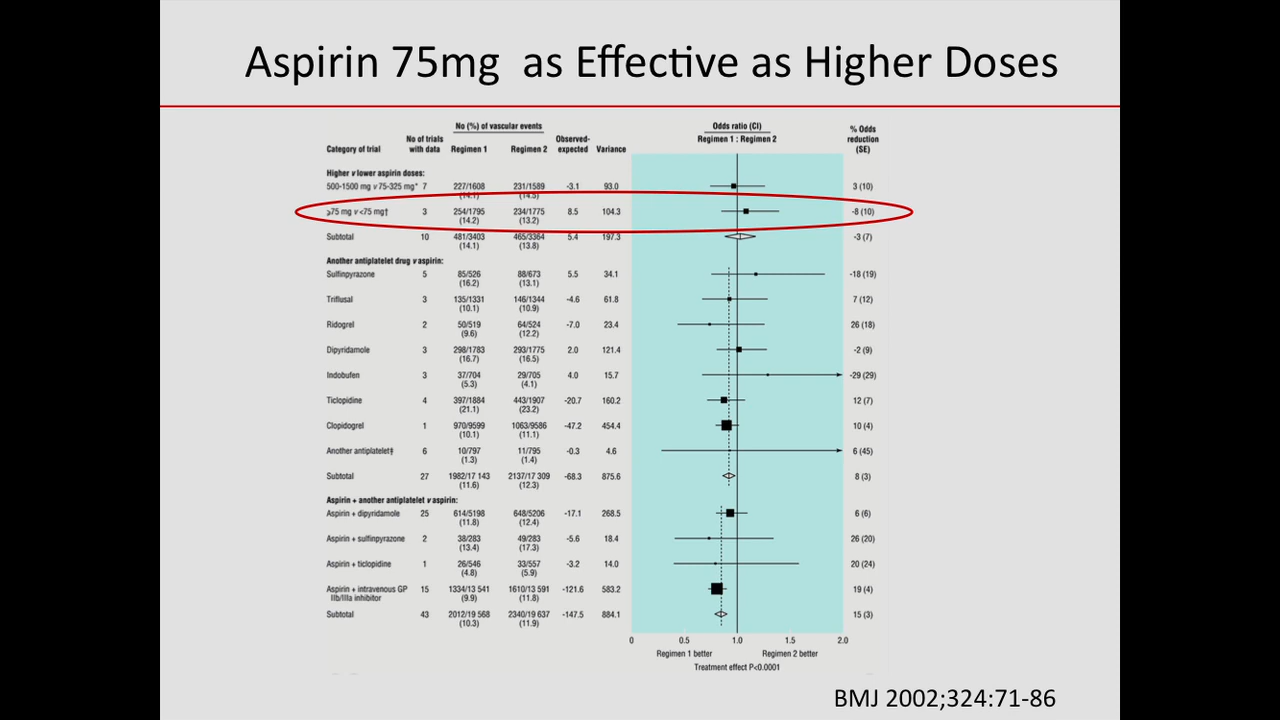 Aspirin 75mg as Effective as Higher Doses
No (%) of vascular events
Odds ratio (CI)
% Odds reduction (SE)
Category of trial No of trials with data Regimen 1 Regimen 2 Observed-expected Variance Regimen 1 : Regimen 2
Higher v lower aspirin doses:
500-1500 mg v 75-325 mg* 7 227/1608 231/1589 -3.1 93.0 3 (10)
(14.1) (14.5)
⩾75 mg v <75 mg† 3 254/1795 234/1775 8.5 104.3 -8 (10)
(14.2) (13.2)
Subtotal 10 481/3403 465/3364 5.4 197.3 -3 (7)
(14.1) (13.8)
Another antiplatelet drug v aspirin:
Sulfinpyrazone 5 85/526 88/673 5.5 34.1 -18 (19)
(16.2) (13.1)
Triflusal 3 135/1331 146/1344 -4.6 61.8 7 (12)
(10.1) (10.9)
Ridogrel 2 50/519 64/524 -7.0 23.4 26 (18)
(9.6) (12.2)
Dipyridamole 3 298/1783 293/1775 2.0 121.4 -2 (9)
(16.7) (16.5)
Indobufen 3 37/704 29/705 4.0 15.7 -29 (29)
(5.3) (4.1)
Ticlopidine 4 397/1884 443/1907 -20.7 160.2 12 (7)
(21.1) (23.2)
Clopidogrel 1 970/9599 1063/9586 -47.2 454.4 10 (4)
(10.1) (11.1)
Another antiplatelet‡ 6 10/797 11/795 -0.3 4.6 6 (45)
(1.3) (1.4)
Subtotal 27 1982/17 143 2137/17 309 -68.3 875.6 8 (3)
(11.6) (12.3)
Aspirin + another antiplatelet v aspirin:
Aspirin + dipyridamole 25 614/5198 648/5206 -17.1 268.5 6 (6)
(11.8) (12.4)
Aspirin + sulfinpyrazone 2 38/283 49/283 -5.6 18.4 26 (20)
(13.4) (17.3)
Aspirin + ticlopidine 1 26/546 33/557 -3.2 14.0 20 (24)
(4.8) (5.9)
Aspirin + intravenous GP 15 1334/13 541 1610/13 591 -121.6 583.2 19 (4)
IIb/IIIa inhibitor (9.9) (11.8)
Subtotal 43 2012/19 568 2340/19 637 -147.5 884.1 15 (3)
(10.3) (11.9)
0 0.5 1.0 1.5 2.0
Regimen 1 better Regimen 2 better
Treatment effect P<0.0001
BMJ 2002;324:71-86